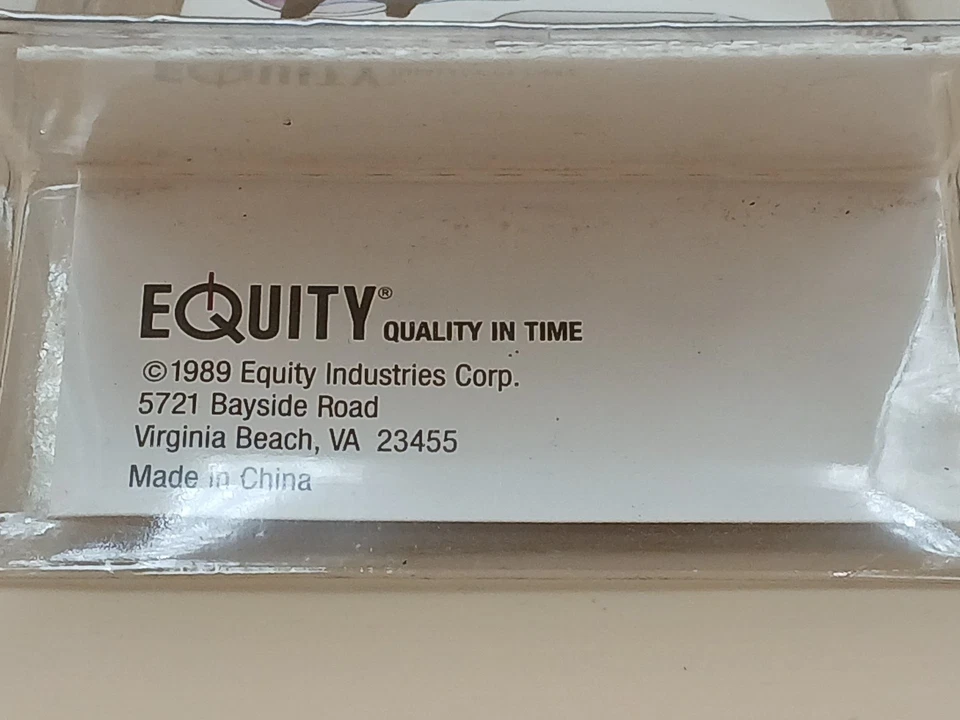 EQUITY® QUALITY IN TIME
©1989 Equity Industries Corp.
5721 Bayside Road
Virginia Beach, VA 23455
Made in China